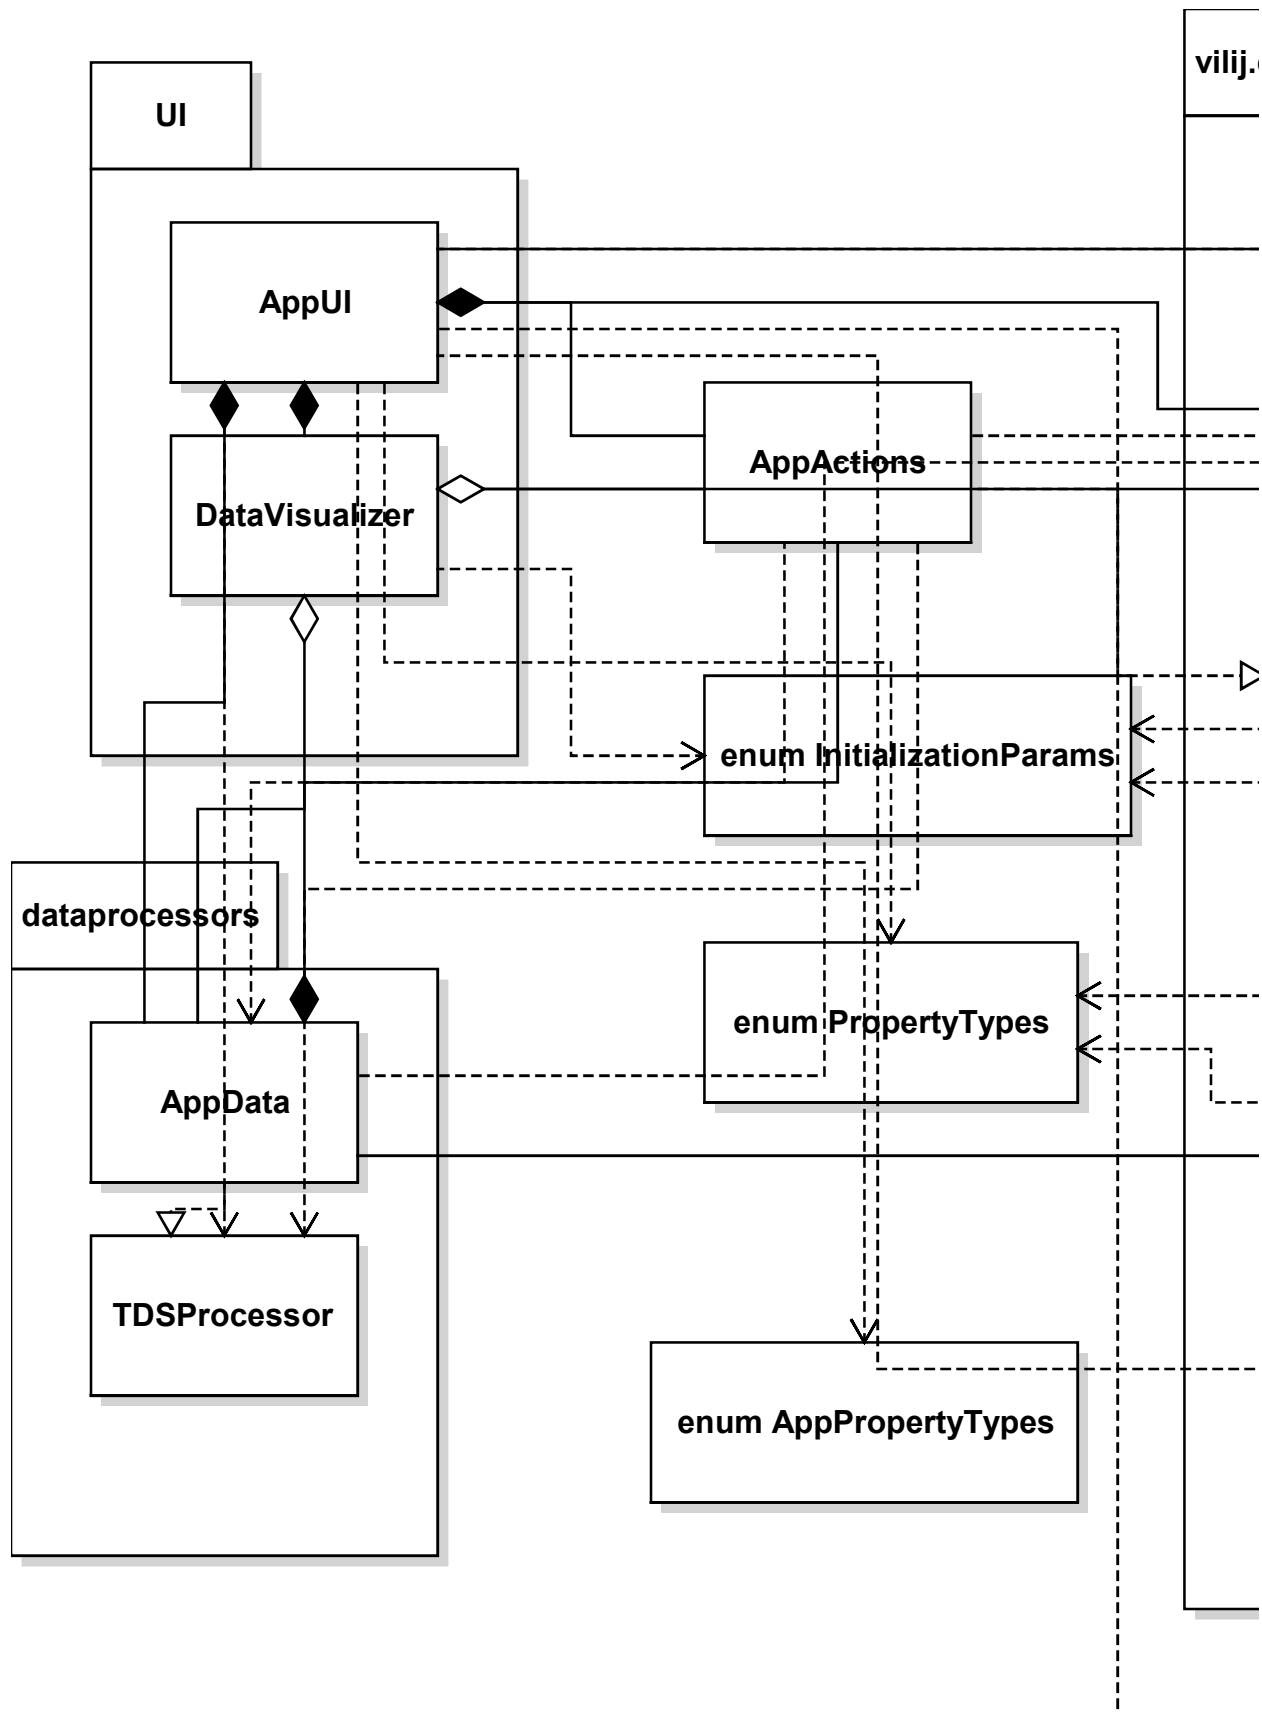 vilij.
UI
AppUI
AppActions
DataVisualizer
enum InitializationParams
dataprocessors
enum PropertyTypes
AppData
TDSProcessor
enum AppPropertyTypes